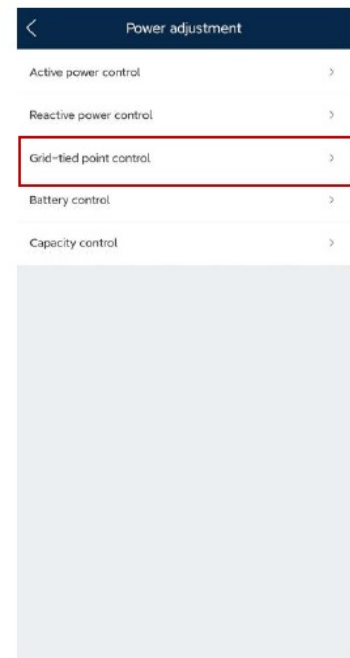 Power adjustment
Active power control
Reactive power control
Grid-tied point control
Battery control
Capacity control